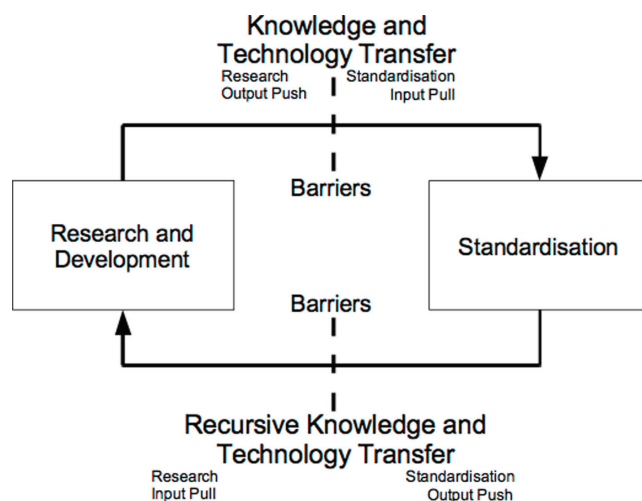 Knowledge and
Technology Transfer
Research Standardisation
Output Push Input Pull
Barriers
Research and
Development
Standardisation
Barriers
Recursive Knowledge and
Technology Transfer
Research Standardisation
Input Pull Output Push